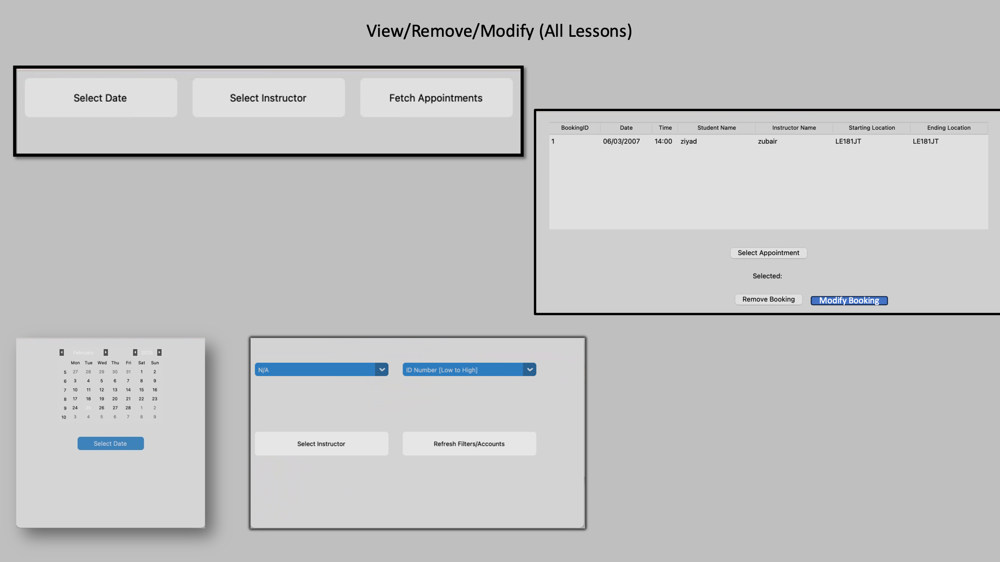 View/Remove/Modify (All Lessons)
Select Date Select Instructor Fetch Appointments
BookingID Date Time Student Name Instructor Name Starting Location Ending Location
1 06/03/2007 14:00 ziyad zubair LE181JT LE181JT
Select Appointment
Selected:
Remove Booking Modify Booking
February 2025
Mon Tue Wed Thu Fri Sat Sun
5 27 28 29 30 31 1 2
6 3 4 5 6 7 8 9
7 10 11 12 13 14 15 16
8 17 18 19 20 21 22 23
9 24 25 26 27 28 1 2
10 3 4 5 6 7 8 9
Select Date
N/A ID Number [Low to High]
Select Instructor Refresh Filters/Accounts